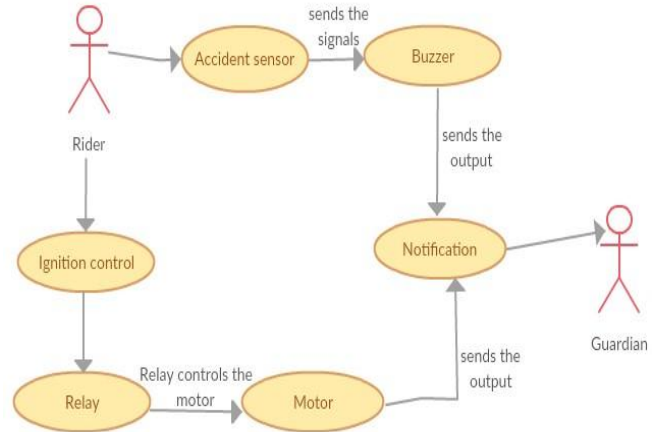 sends the
signals
Accident sensor
Buzzer
Rider
sends the
output
Ignition control
Notification
Guardian
Relay controls the
motor
sends the
output
Relay
Motor